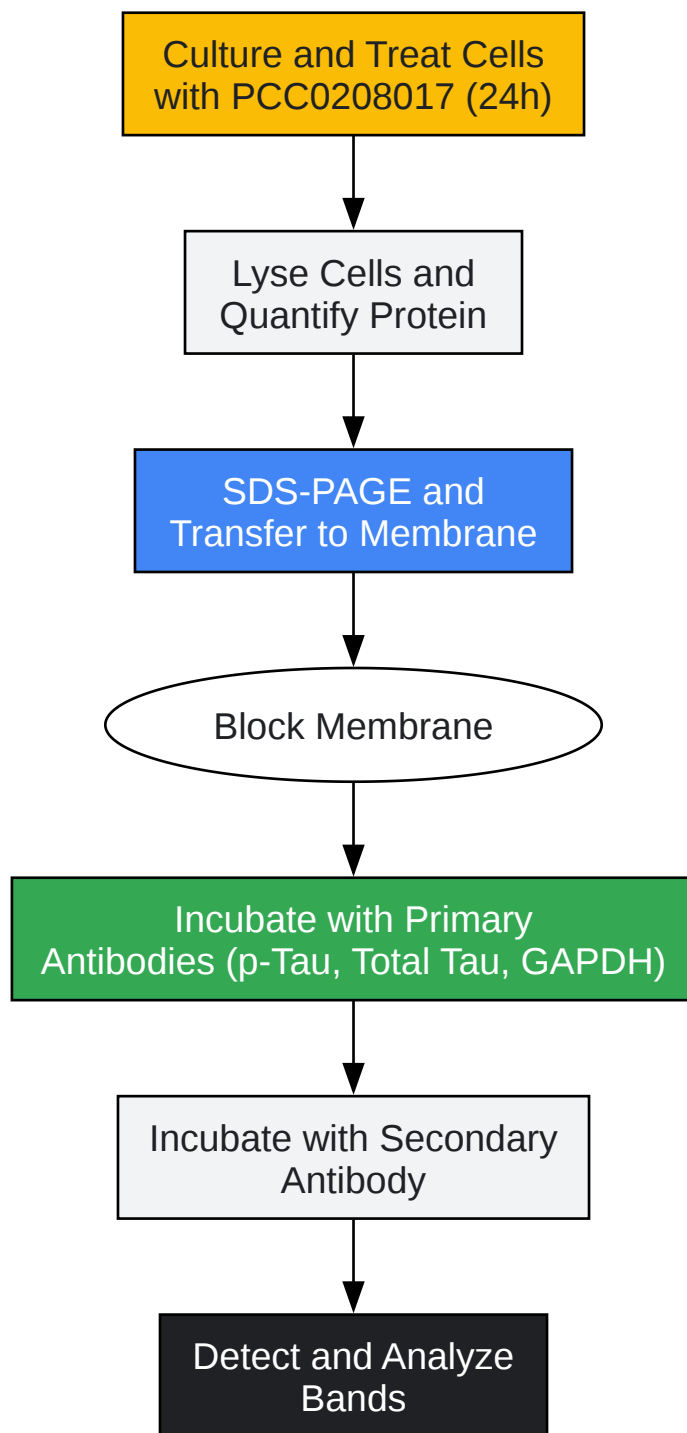 Culture and Treat Cells
with PCC0208017 (24h)
Lyse Cells and
Quantify Protein
SDS-PAGE and
Transfer to Membrane
Block Membrane
Incubate with Primary
Antibodies (p-Tau, Total Tau, GAPDH)
Incubate with Secondary
Antibody
Detect and Analyze
Bands